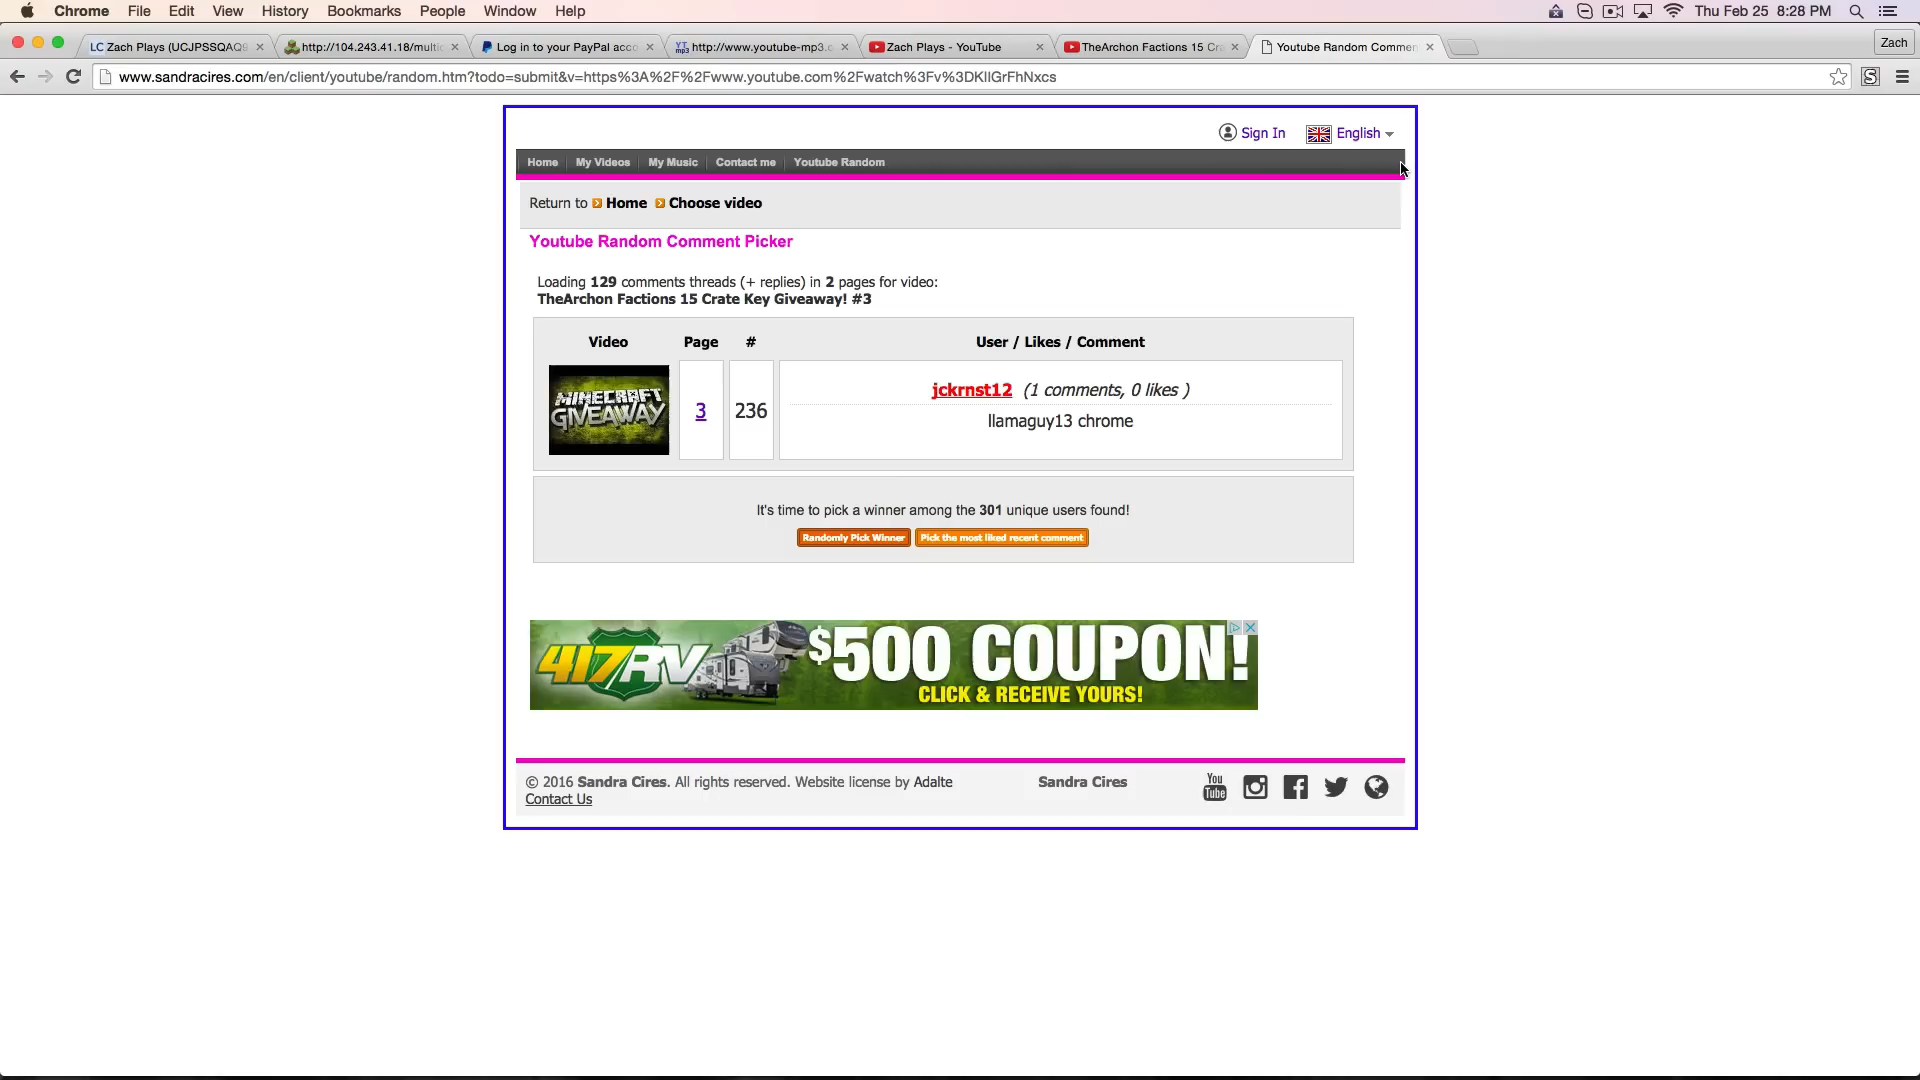 Chrome File Edit View History Bookmarks People Window Help Thu Feb 25 8:28 PM
LC Zach Plays (UCJPSSQAQ9 http://104.243.41.18/multic Log in to your PayPal acco http://www.youtube-mp3.o Zach Plays - YouTube TheArchon Factions 15 Cra Youtube Random Commen Zach
www.sandracires.com/en/client/youtube/random.htm?todo=submit&v=https%3A%2F%2Fwww.youtube.com%2Fwatch%3Fv%3DKllGrFhNxcs
Sign In English
Home My Videos My Music Contact me Youtube Random
Return to Home Choose video
Youtube Random Comment Picker
Loading 129 comments threads (+ replies) in 2 pages for video:
TheArchon Factions 15 Crate Key Giveaway! #3
Video Page # User / Likes / Comment
MINECRAFT
GIVEAWAY
3
236
jckrnst12 (1 comments, 0 likes )
llamaguy13 chrome
It's time to pick a winner among the 301 unique users found!
Randomly Pick Winner Pick the most liked recent comment
417RV $500 COUPON!
CLICK & RECEIVE YOURS!
© 2016 Sandra Cires. All rights reserved. Website license by Adalte Sandra Cires You Tube
Contact Us